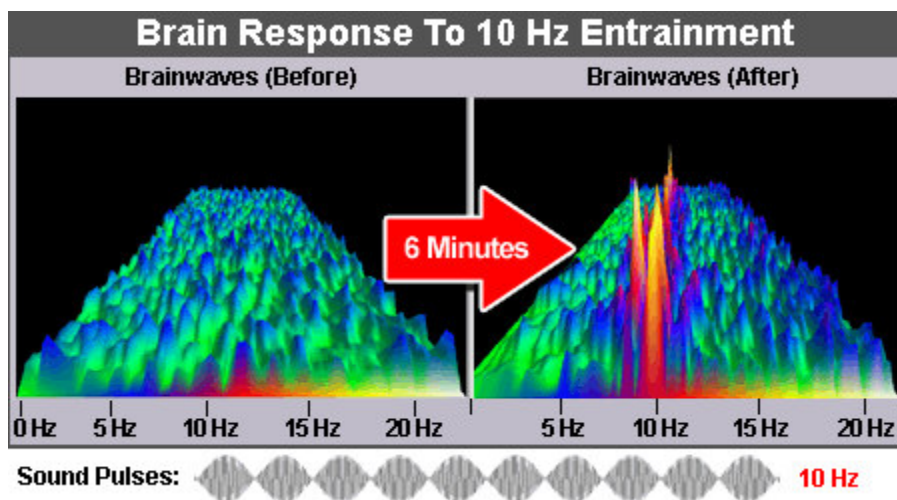 Brain Response To 10 Hz Entrainment
Brainwaves (Before)
Brainwaves (After)
6 Minutes
0 Hz 5 Hz 10 Hz 15 Hz 20 Hz
5 Hz 10 Hz 15 Hz 20 Hz
Sound Pulses: 10 Hz